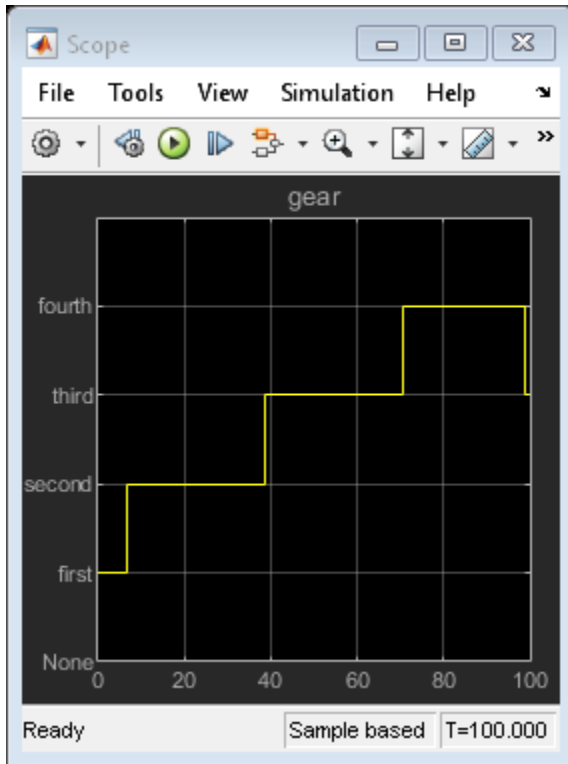 Scope
File Tools View Simulation Help
gear
fourth
third
second
first
None
0 20 40 60 80 100
Ready Sample based T=100.000